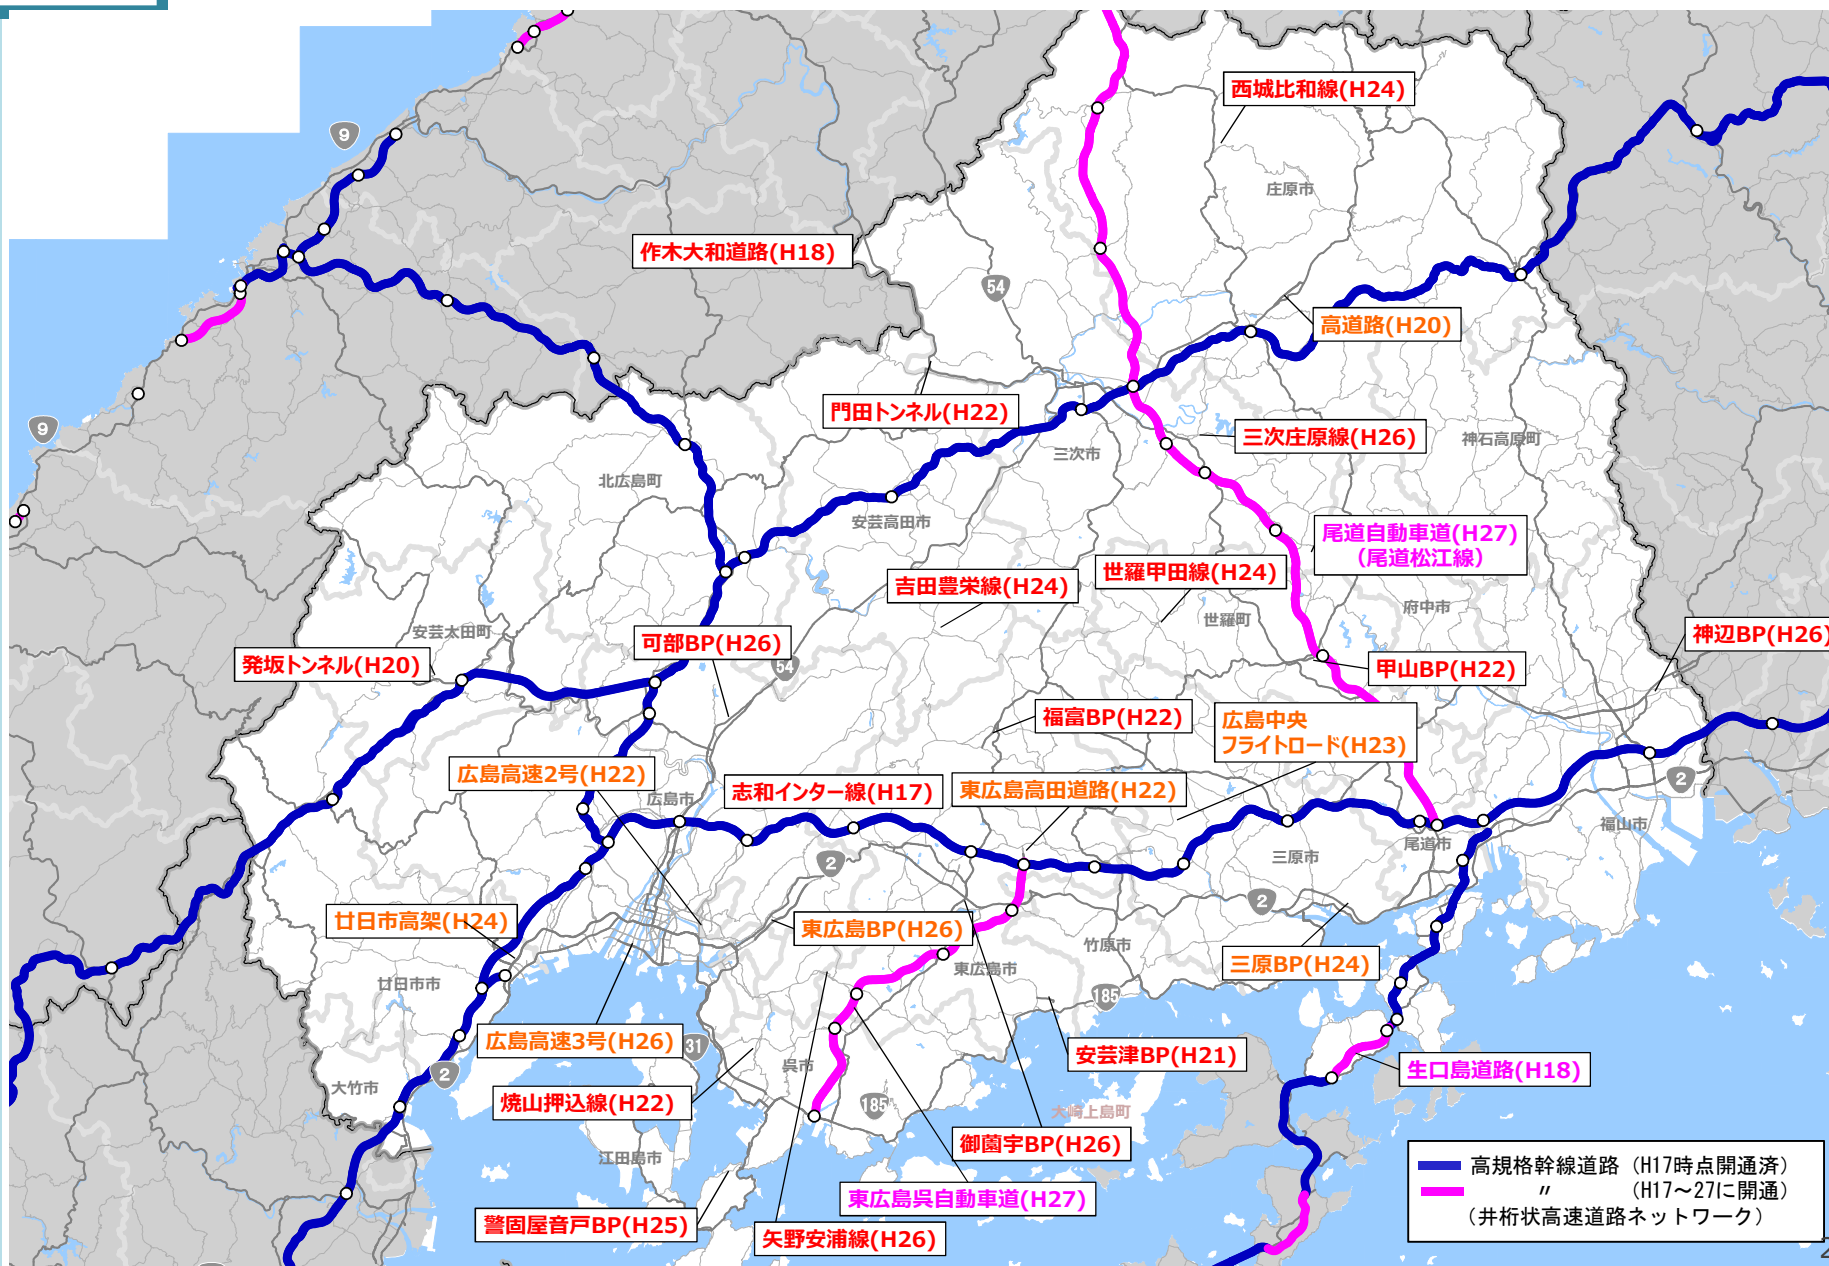 西城比和線(H24)
9
庄原市
作木大和道路(H18)
54
高道路(H20)
門田トンネル(H22)
9
三次庄原線(H26)
神石高原町
三次市
北広島町
安芸高田市
尾道自動車道(H27)
(尾道松江線)
世羅甲田線(H24)
吉田豊栄線(H24)
府中市
世羅町
安芸太田町
可部BP(H26)
神辺BP(H26)
発坂トンネル(H20)
54
甲山BP(H22)
福富BP(H22)
広島中央
フライトロード(H23)
広島高速2号(H22)
志和インター線(H17)
東広島高田道路(H22)
2
広島市
福山市
尾道市
三原市
2
2
廿日市高架(H24)
東広島BP(H26)
竹原市
三原BP(H24)
東広島市
廿日市市
185
広島高速3号(H26)
31
安芸津BP(H21)
呉市
生口島道路(H18)
2
大竹市
焼山押込線(H22)
185
大崎上島町
御薗宇BP(H26)
江田島市
東広島呉自動車道(H27)
警固屋音戸BP(H25)
矢野安浦線(H26)
高規格幹線道路 (H17時点開通済)
〃 (H17～27に開通)
(井桁状高速道路ネットワーク)